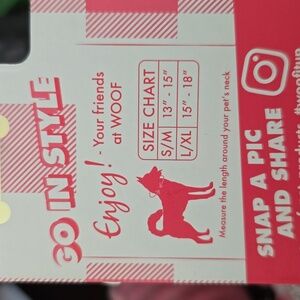 GO IN STYLE
Enjoy! - Your friends
at WOOF
SIZE CHART
S/M 13" - 15"
L/XL 15" - 18"
Measure the length around your pet's neck
SNAP A PIC
AND SHARE